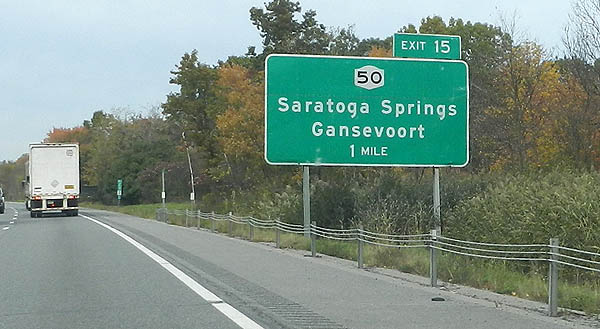 EXIT 15
50
Saratoga Springs
Gansevoort
1 MILE